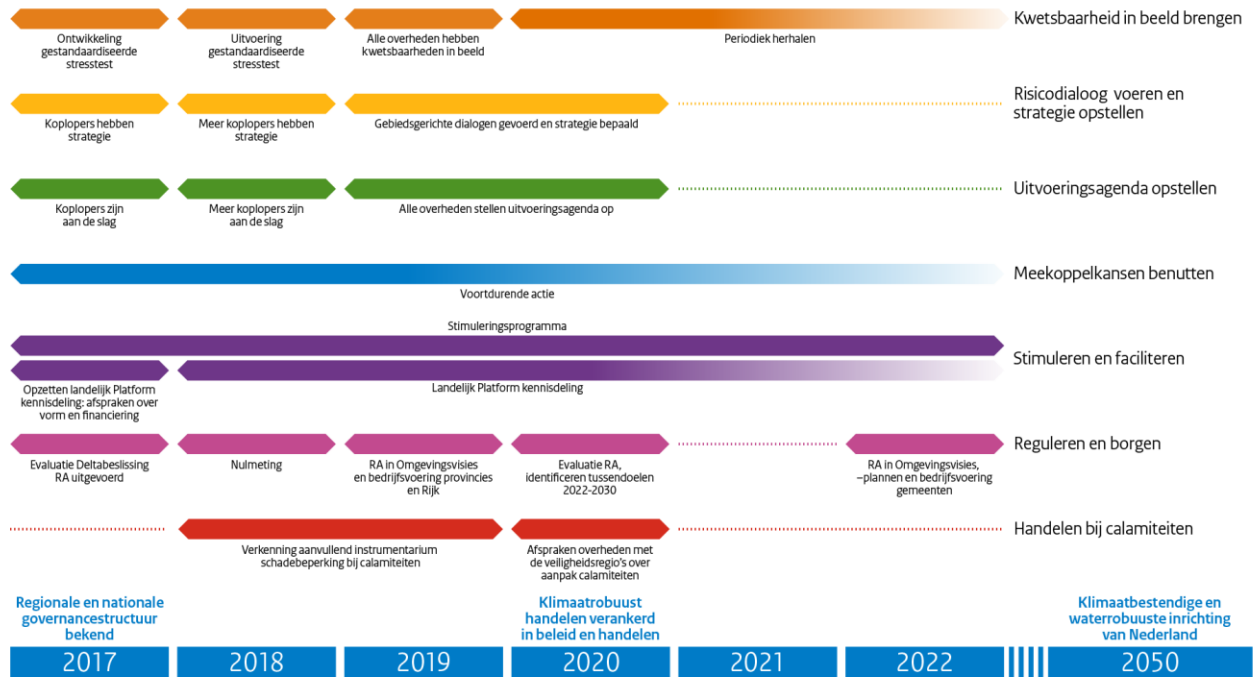 Kwetsbaarheid in beeld brengen
Ontwikkeling
gestandaardiseerde
stresstest
Uitvoering
gestandaardiseerde
stresstest
Alle overheden hebben
kwetsbaarheden in beeld
Periodiek herhalen
Risicodialoog voeren en
strategie opstellen
Koplopers hebben
strategie
Meer koplopers hebben
strategie
Gebiedsgerichte dialogen gevoerd en strategie bepaald
Uitvoeringsagenda opstellen
Koplopers zijn
aan de slag
Meer koplopers zijn
aan de slag
Alle overheden stellen uitvoeringsagenda op
Meekoppelkansen benutten
Voortdurende actie
Stimuleringsprogramma
Stimuleren en faciliteren
Opzetten landelijk Platform
kennisdeling: afspraken over
vorm en financiering
Landelijk Platform kennisdeling
Reguleren en borgen
Evaluatie Deltabeslissing
RA uitgevoerd
Nulmeting
RA in Omgevingsvisies
en bedrijfsvoering provincies
en Rijk
Evaluatie RA,
identificeren tussendoelen
2022-2030
RA in Omgevingsvisies,
–plannen en bedrijfsvoering
gemeenten
Handelen bij calamiteiten
Verkenning aanvullend instrumentarium
schadebeperking bij calamiteiten
Afspraken overheden met
de veiligheidsregio's over
aanpak calamiteiten
Regionale en nationale
governancestructuur
bekend
Klimaatrobuust
handelen verankerd
in beleid en handelen
Klimaatbestendige en
waterrobuuste inrichting
van Nederland
2017
2018
2019
2020
2021
2022
2050